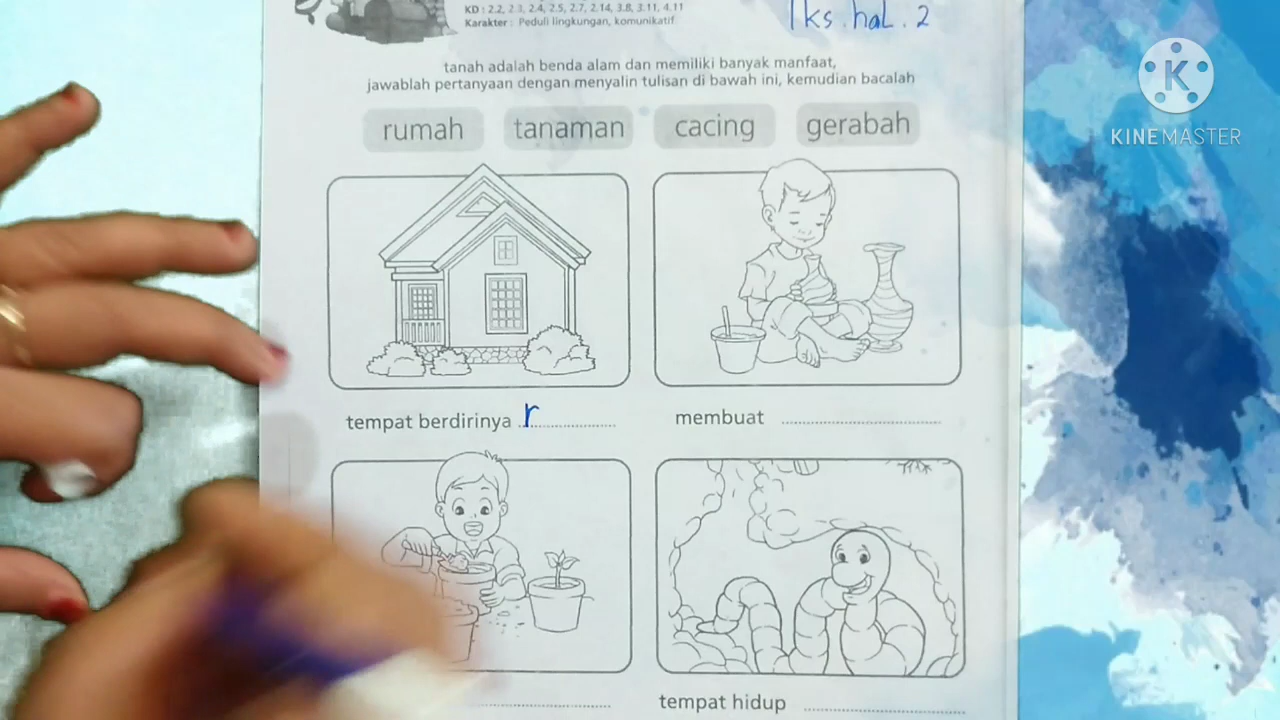 KD : 2.2, 2.3, 2.4, 2.5, 2.7, 2.14, 3.8, 3.11, 4.11
Karakter : Peduli lingkungan, komunikatif
lks . hal . 2
KINEMASTER
tanah adalah benda alam dan memiliki banyak manfaat,
jawablah pertanyaan dengan menyalin tulisan di bawah ini, kemudian bacalah
rumah tanaman cacing gerabah
tempat berdirinya r
membuat
tempat hidup